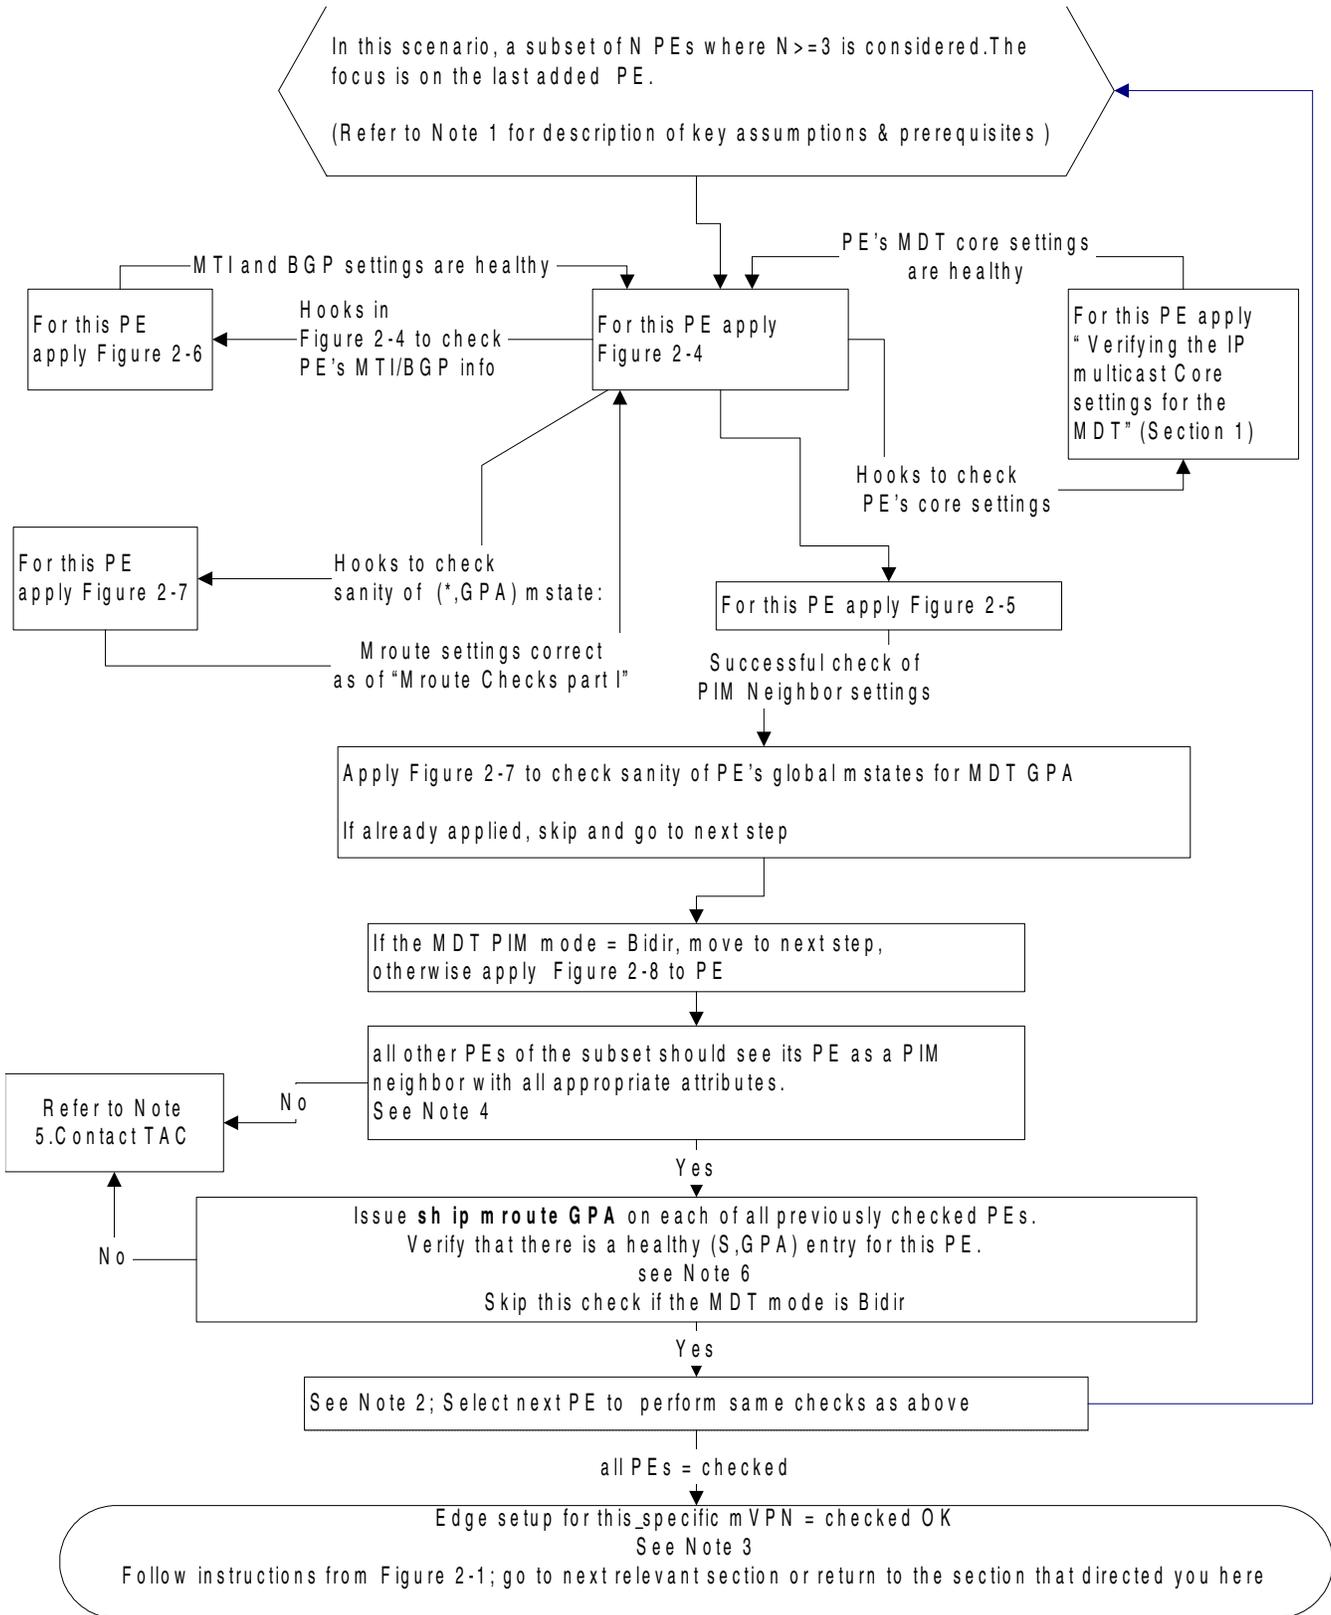 In this scenario, a subset of N PEs where N>=3 is considered.The
focus is on the last added PE.
(Refer to Note 1 for description of key assumptions & prerequisites )
PE's MDT core settings
are healthy
MTI and BGP settings are healthy
For this PE
apply Figure 2-6
Hooks in
Figure 2-4 to check
PE's MTI/BGP info
For this PE apply
Figure 2-4
For this PE apply
“ Verifying the IP
multicast Core
settings for the
MDT” (Section 1)
Hooks to check
PE's core settings
For this PE
apply Figure 2-7
Hooks to check
sanity of (*,GPA) mstate:
For this PE apply Figure 2-5
Mroute settings correct
as of “Mroute Checks part I”
Successful check of
PIM Neighbor settings
Apply Figure 2-7 to check sanity of PE's global mstates for MDT GPA
If already applied, skip and go to next step
If the MDT PIM mode = Bidir, move to next step,
otherwise apply Figure 2-8 to PE
all other PEs of the subset should see its PE as a PIM
neighbor with all appropriate attributes.
See Note 4
No
Refer to Note
5.Contact TAC
Yes
Issue sh ip mroute GPA on each of all previously checked PEs.
Verify that there is a healthy (S,GPA) entry for this PE.
see Note 6
Skip this check if the MDT mode is Bidir
No
Yes
See Note 2; Select next PE to perform same checks as above
all PEs = checked
Edge setup for this_specific mVPN = checked OK
See Note 3
Follow instructions from Figure 2-1; go to next relevant section or return to the section that directed you here